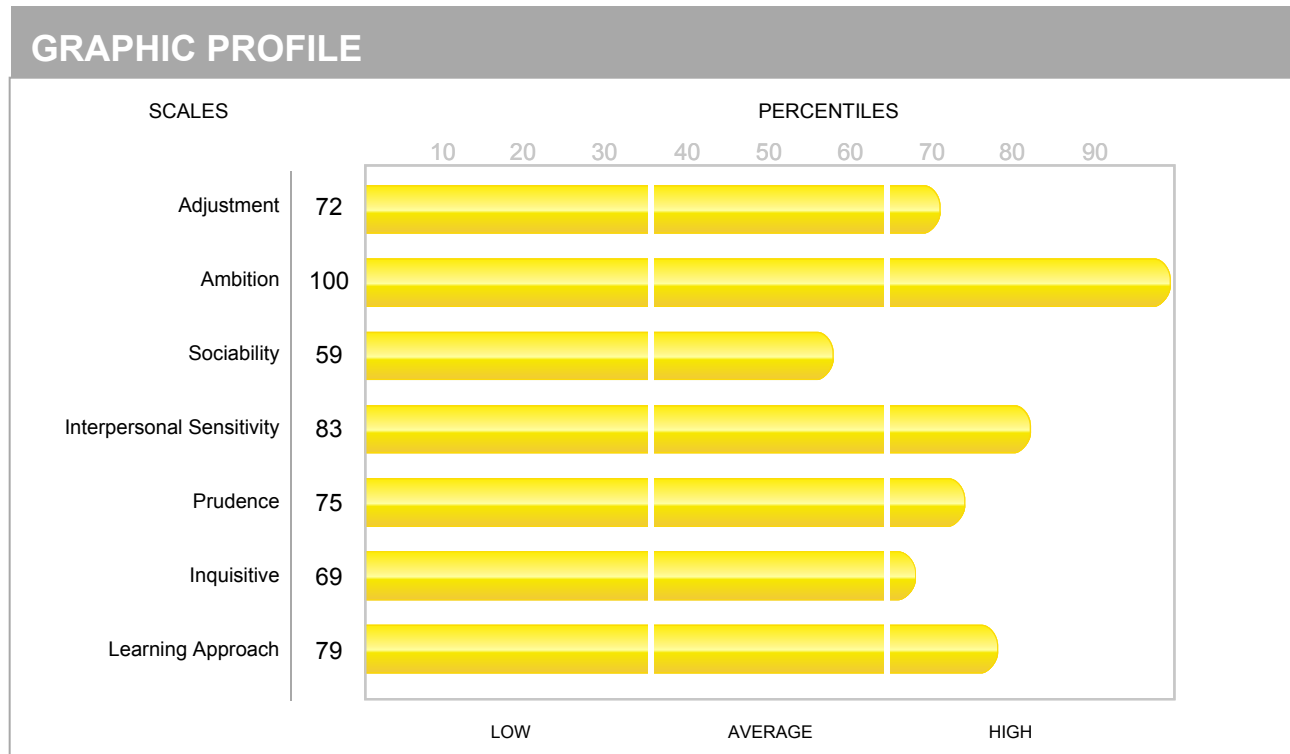 GRAPHIC PROFILE
SCALES PERCENTILES
10 20 30 40 50 60 70 80 90
Adjustment 72
Ambition 100
Sociability 59
Interpersonal Sensitivity 83
Prudence 75
Inquisitive 69
Learning Approach 79
LOW AVERAGE HIGH